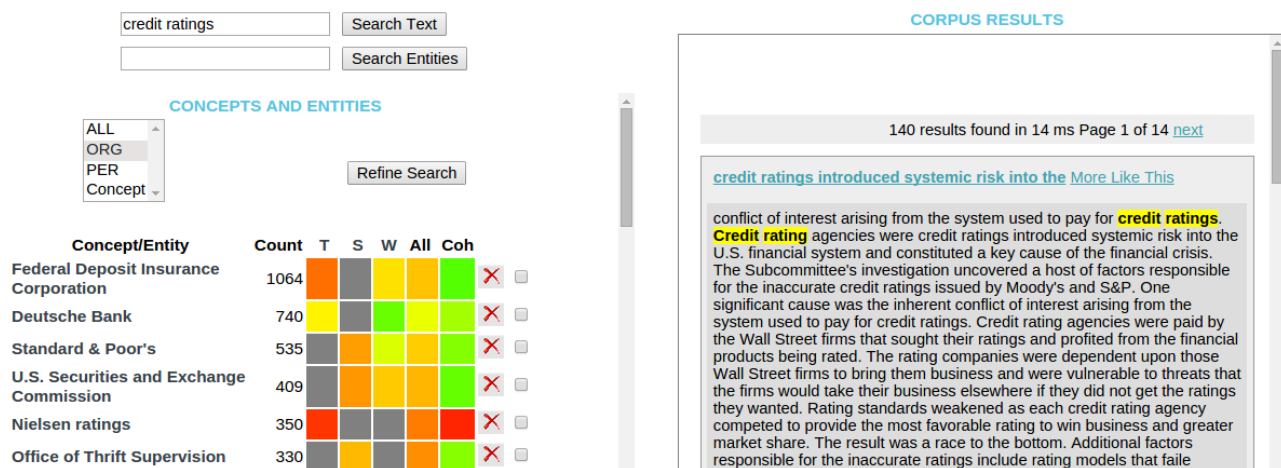 credit ratings
Search Text
Search Entities
CONCEPTS AND ENTITIES
ALL
ORG
PER
Concept
Refine Search
Concept/Entity Count T S W All Coh
Federal Deposit Insurance
Corporation 1064
Deutsche Bank 740
Standard & Poor's 535
U.S. Securities and Exchange
Commission 409
Nielsen ratings 350
Office of Thrift Supervision 330
CORPUS RESULTS
140 results found in 14 ms Page 1 of 14 next
credit ratings introduced systemic risk into the More Like This
conflict of interest arising from the system used to pay for credit ratings.
Credit rating agencies were credit ratings introduced systemic risk into the
U.S. financial system and constituted a key cause of the financial crisis.
The Subcommittee's investigation uncovered a host of factors responsible
for the inaccurate credit ratings issued by Moody's and S&P. One
significant cause was the inherent conflict of interest arising from the
system used to pay for credit ratings. Credit rating agencies were paid by
the Wall Street firms that sought their ratings and profited from the financial
products being rated. The rating companies were dependent upon those
Wall Street firms to bring them business and were vulnerable to threats that
the firms would take their business elsewhere if they did not get the ratings
they wanted. Rating standards weakened as each credit rating agency
competed to provide the most favorable rating to win business and greater
market share. The result was a race to the bottom. Additional factors
responsible for the inaccurate ratings include rating models that faile